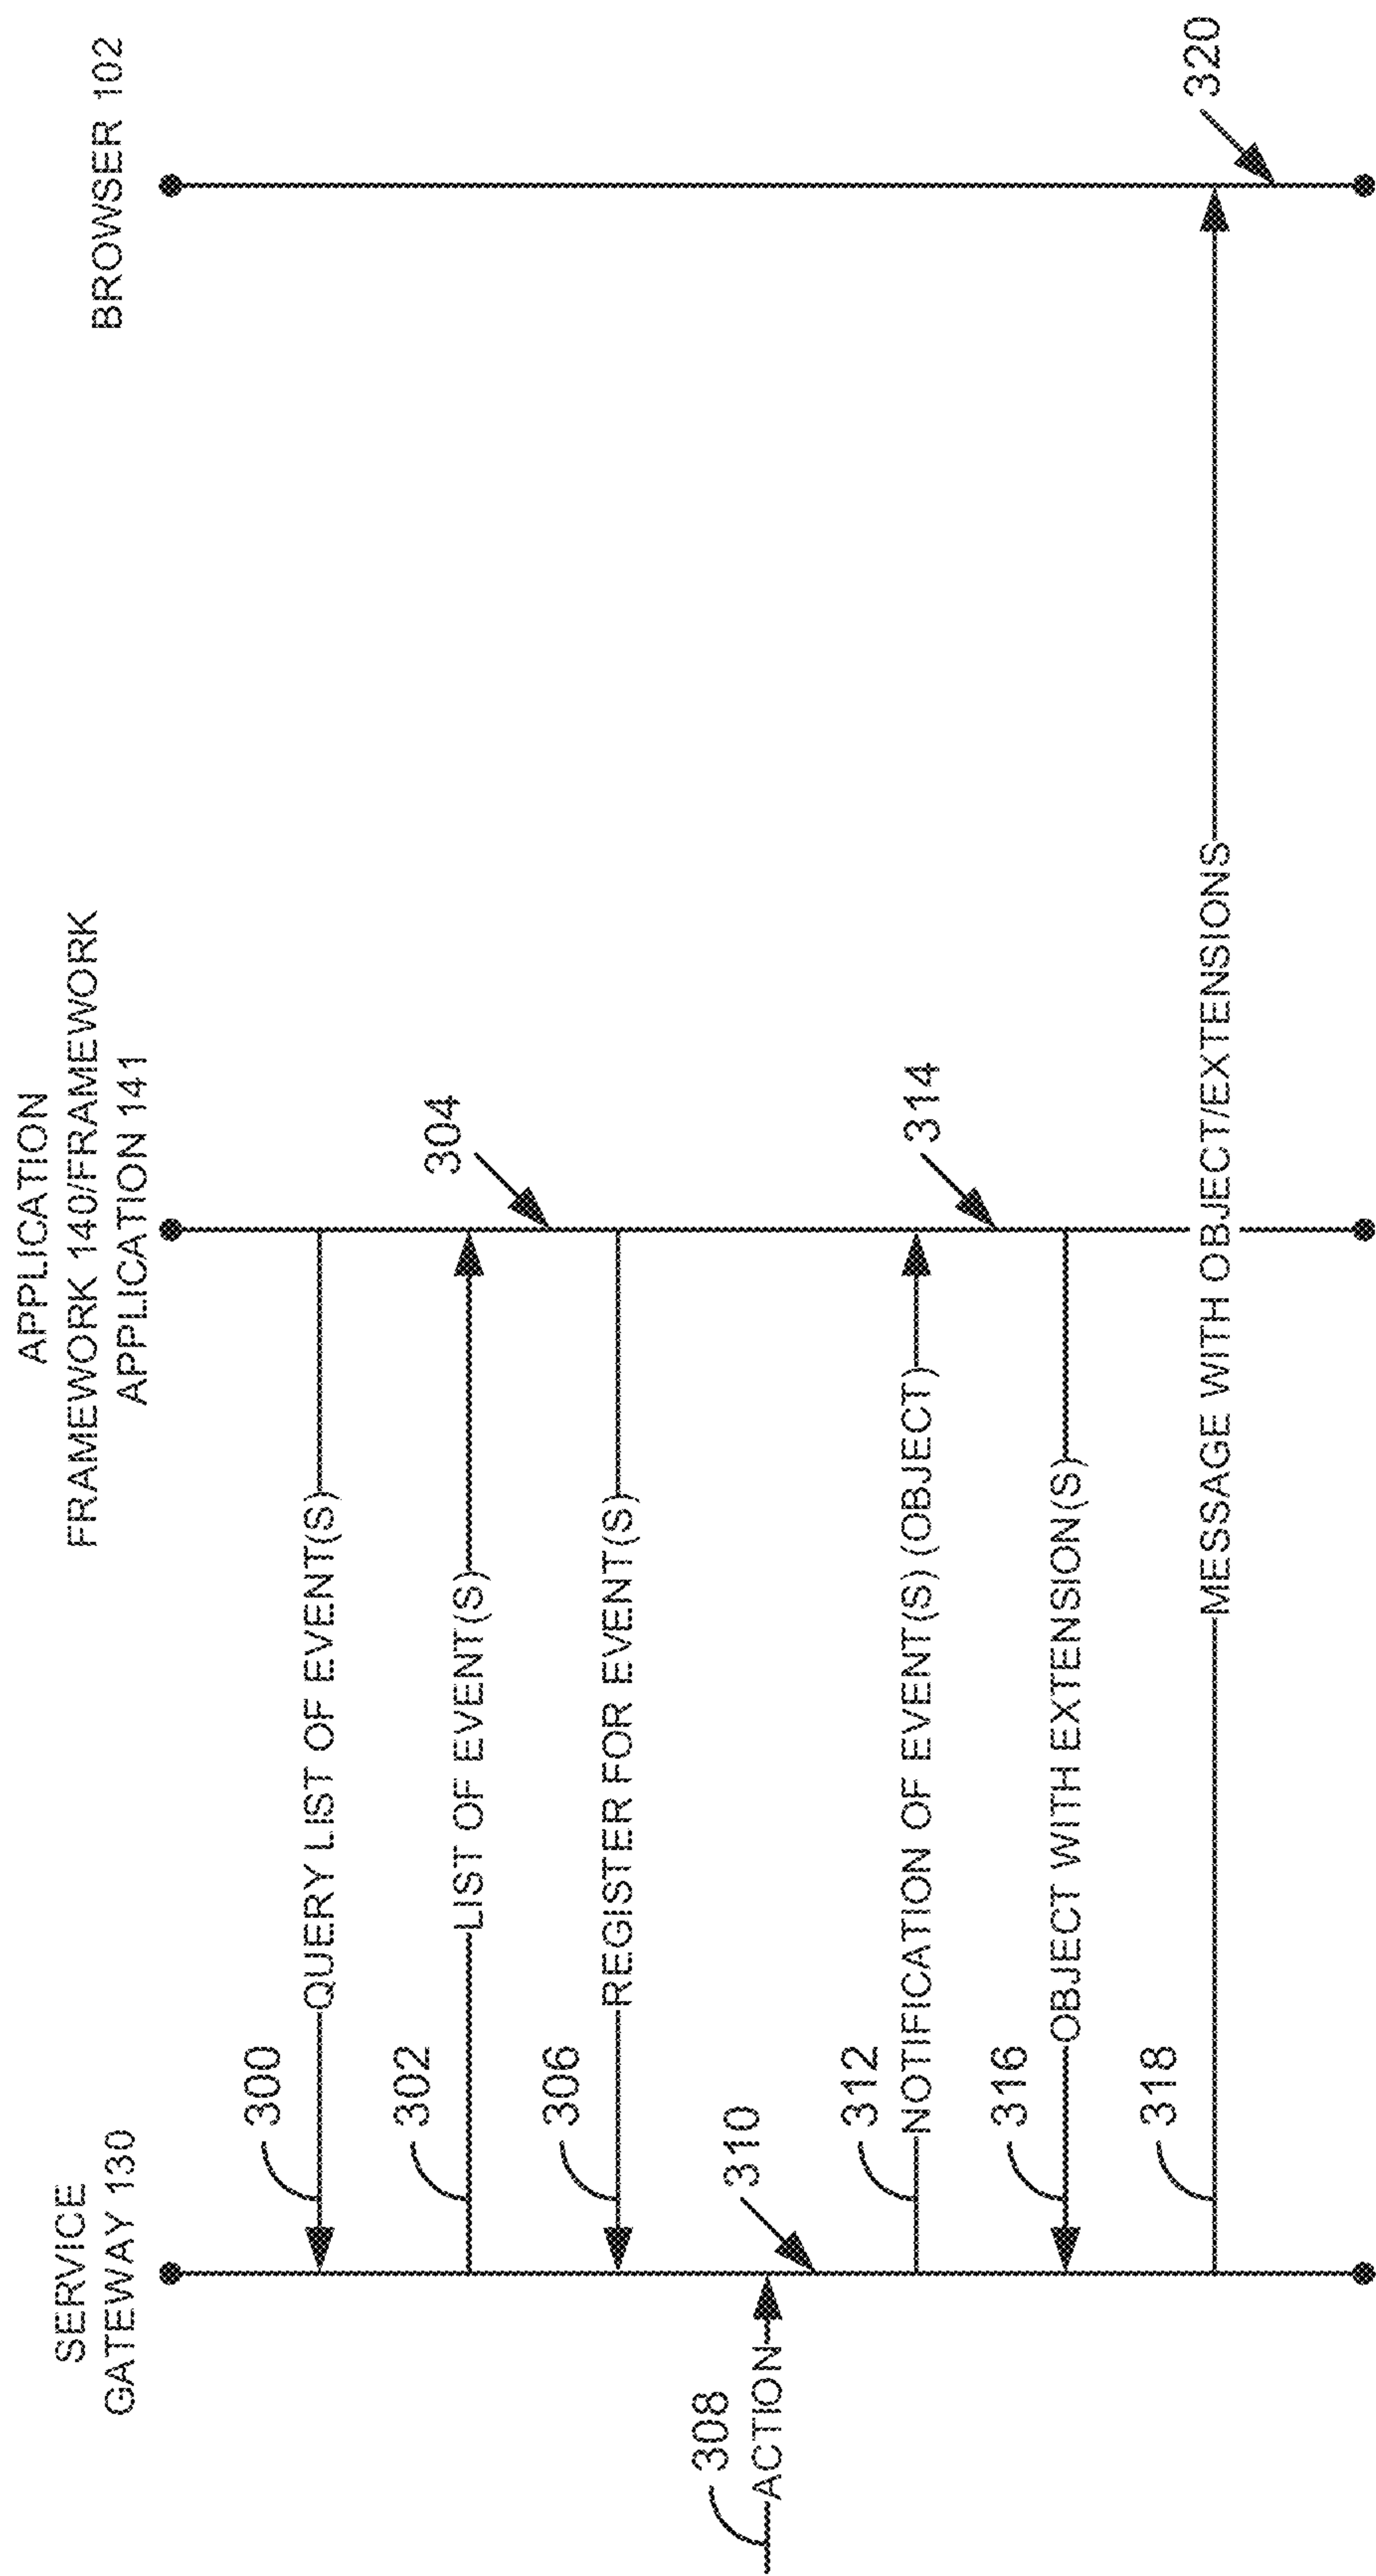 SERVICE
GATEWAY 130
APPLICATION
FRAMEWORK 140/FRAMEWORK
APPLICATION 141
BROWSER 102
300
QUERY LIST OF EVENT(S)
302
LIST OF EVENT(S)
304
306
REGISTER FOR EVENT(S)
308
ACTION
310
312
NOTIFICATION OF EVENT(S) (OBJECT)
314
316
OBJECT WITH EXTENSION(S)
318
MESSAGE WITH OBJECT/EXTENSIONS
320